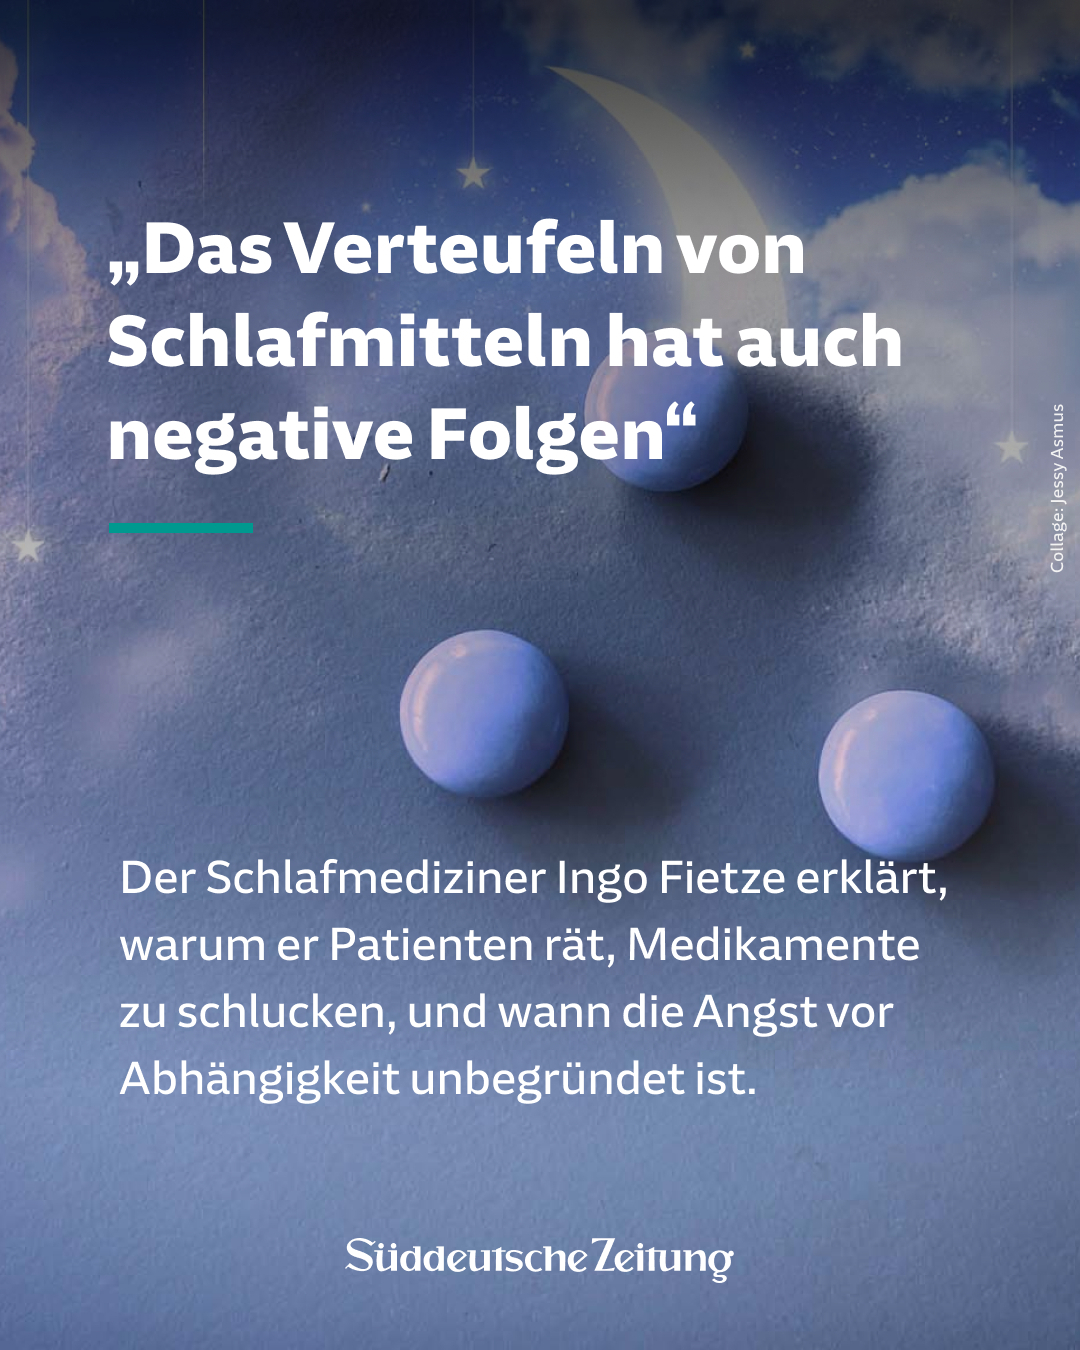 „Das Verteufeln von
Schlafmitteln hat auch
negative Folgen“
Collage: Jessy Asmus
Der Schlafmediziner Ingo Fietze erklärt,
warum er Patienten rät, Medikamente
zu schlucken, und wann die Angst vor
Abhängigkeit unbegründet ist.
Süddeutsche Zeitung